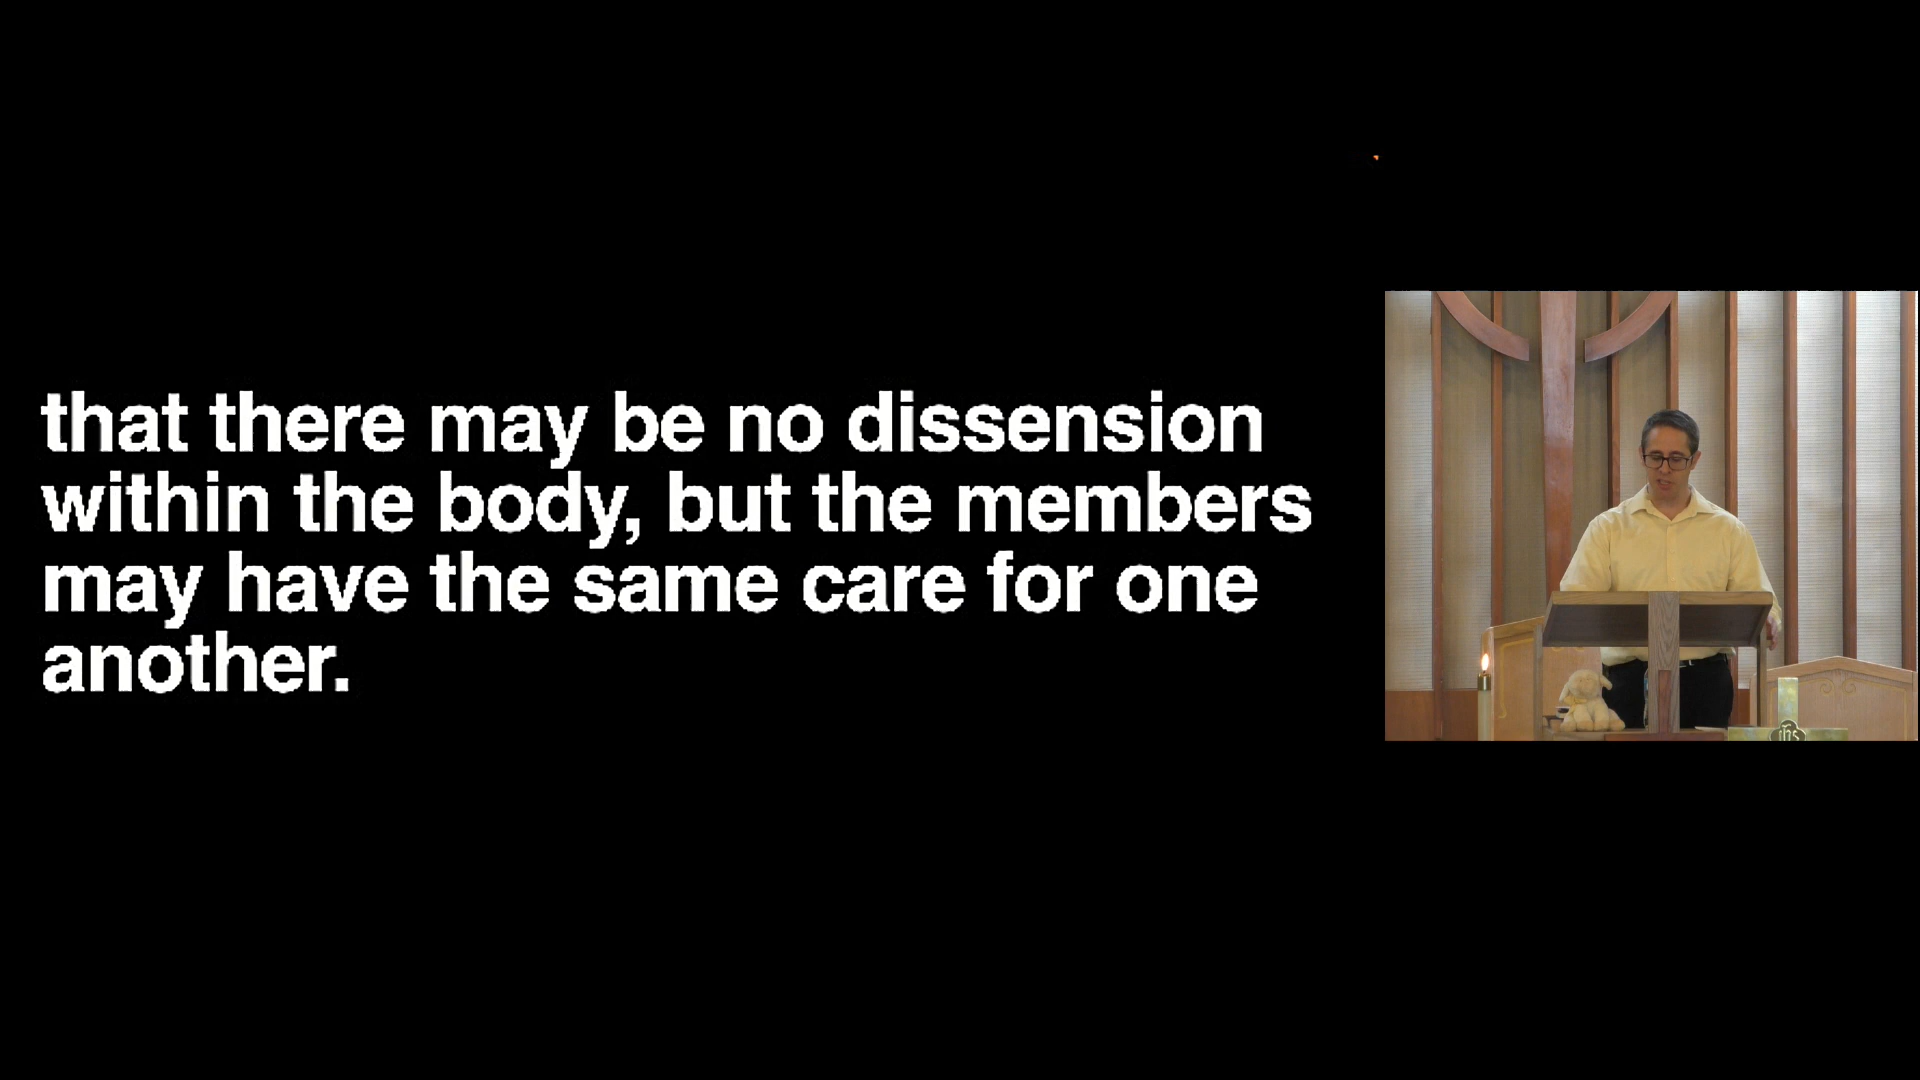 that there may be no dissension
within the body, but the members
may have the same care for one
another.
ihs